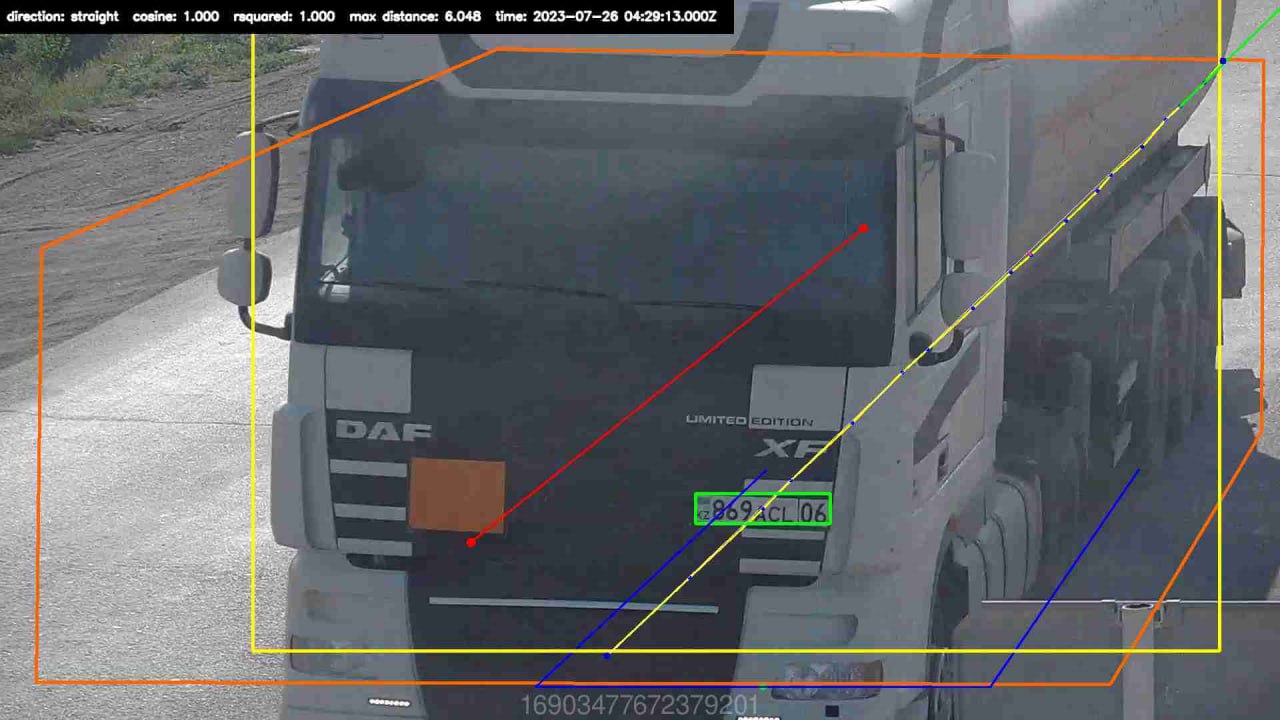 direction: straight cosine: 1.000 rsquared: 1.000 max distance: 6.048 time: 2023-07-26 04:29:13.000Z
LIMITED EDITION
DAF
XF
KZ 869 ACL 06
16903477672379201